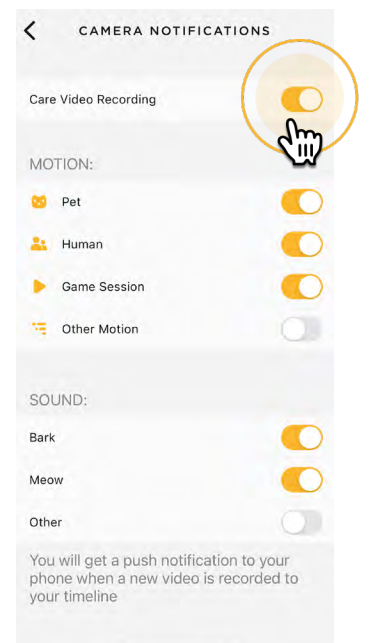 CAMERA NOTIFICATIONS
Care Video Recording
MOTION:
Pet
Human
Game Session
Other Motion
SOUND:
Bark
Meow
Other
You will get a push notification to your
phone when a new video is recorded to
your timeline